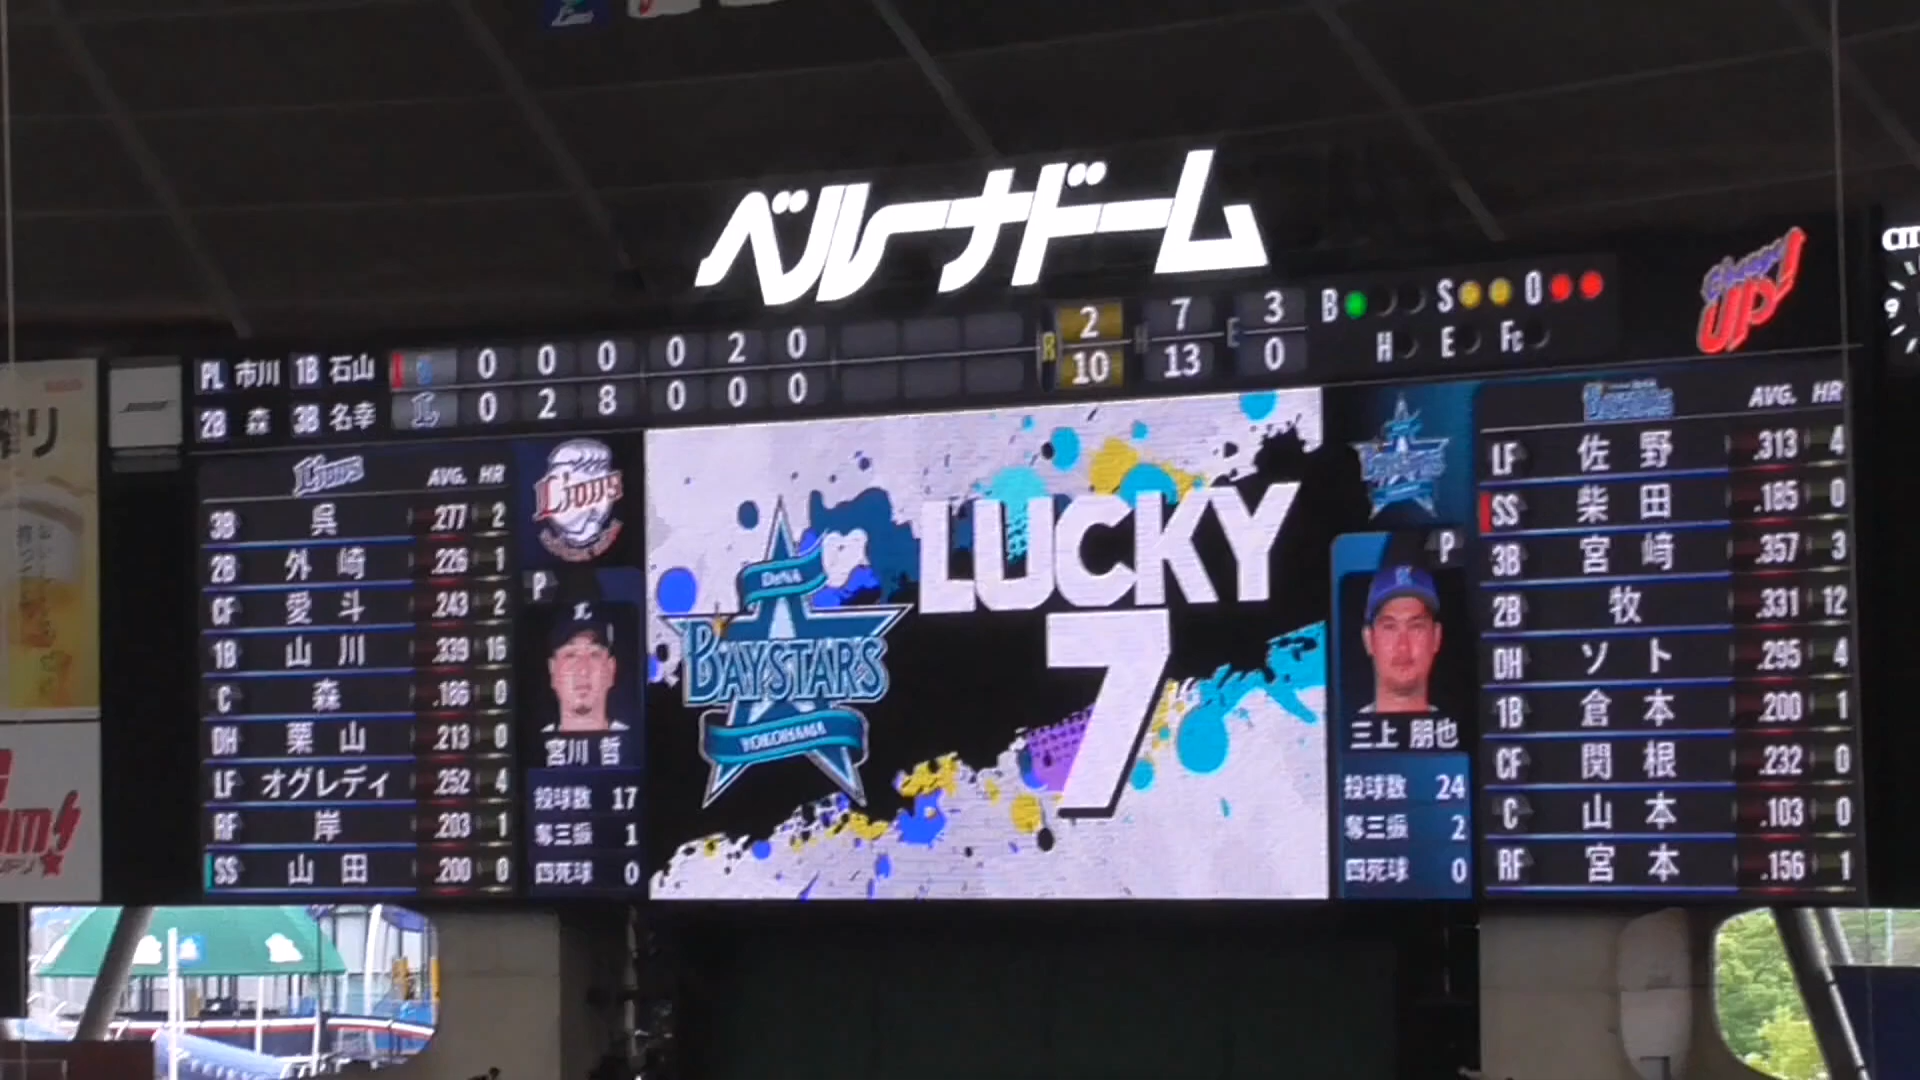 ベルーナドーム
B S O
H E Fc
Change UP!
PL 市川 1B 石山
2B 森 3B 名幸
0 0 0 0 2 0 R 2 H 7 E 3
L 0 2 8 0 0 0 10 13 0
Lions AVG. HR
3B 呉 .277 2
2B 外崎 .226 1
CF 愛斗 .243 2
1B 山川 .339 16
C 森 .186 0
DH 栗山 .213 0
LF オグレディ .252 4
RF 岸 .203 1
SS 山田 .200 0
Lions
P
宮川 哲
投球数 17
奪三振 1
四死球 0
DeNA
BAYSTARS
YOKOHAMA
LUCKY
7
BAYSTARS
P
三上 朋也
投球数 24
奪三振 2
四死球 0
BAYSTARS AVG. HR
LF 佐野 .313 4
SS 柴田 .185 0
3B 宮﨑 .357 3
2B 牧 .331 12
DH ソト .295 4
1B 倉本 .200 1
CF 関根 .232 0
C 山本 .103 0
RF 宮本 .156 1
CIT
9